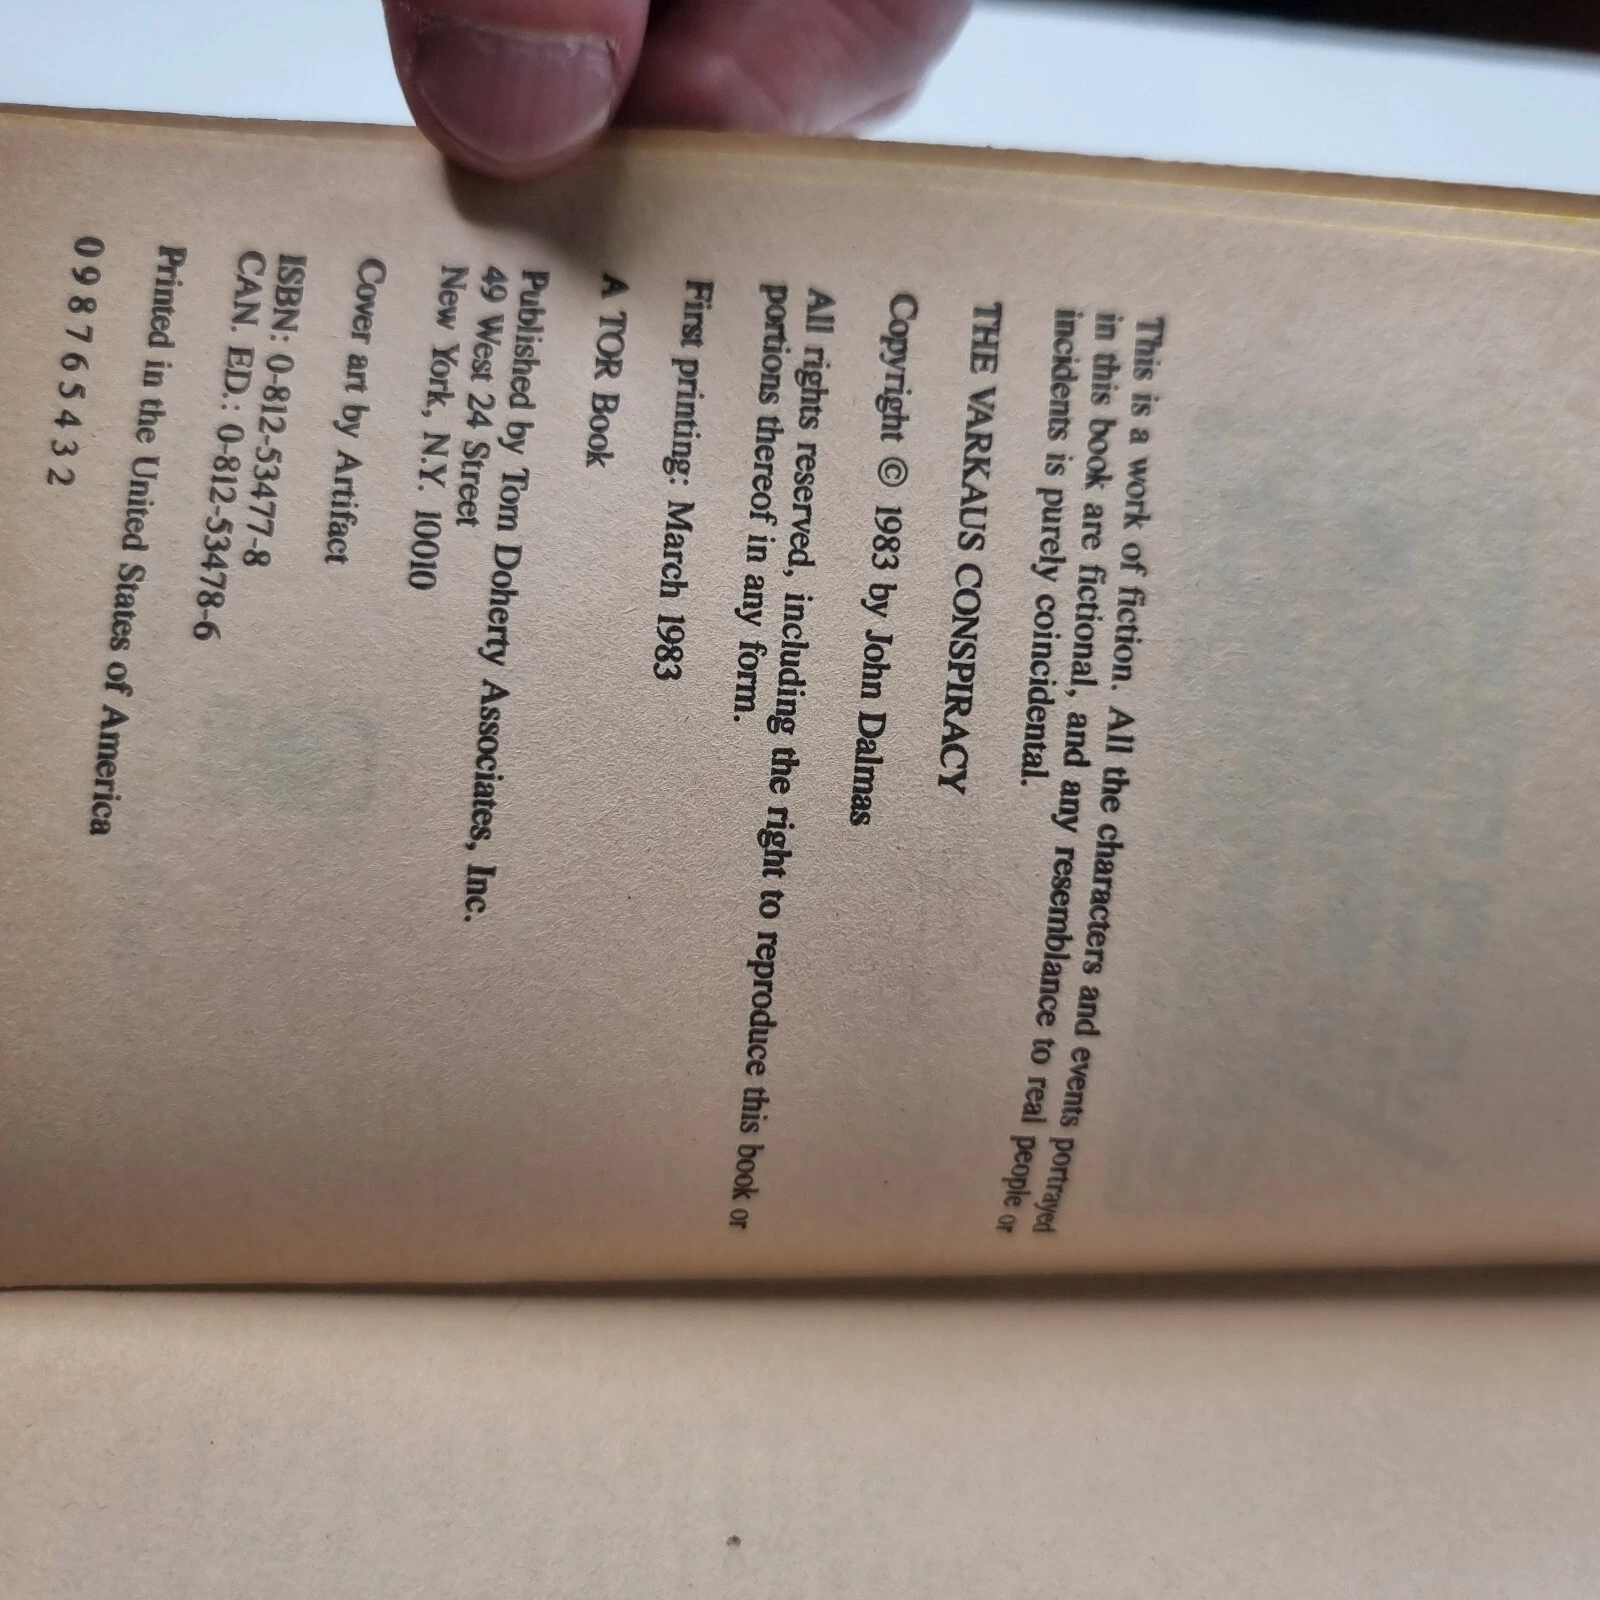 This is a work of fiction. All the characters and events portrayed
in this book are fictional, and any resemblance to real people or
incidents is purely coincidental.
THE VARKAUS CONSPIRACY
Copyright © 1983 by John Dalmas
All rights reserved, including the right to reproduce this book or
portions thereof in any form.
First printing: March 1983
A TOR Book
Published by Tom Doherty Associates, Inc.
49 West 24 Street
New York, N.Y. 10010
Cover art by Artifact
ISBN: 0-812-53477-8
CAN. ED.: 0-812-53478-6
Printed in the United States of America
0 9 8 7 6 5 4 3 2